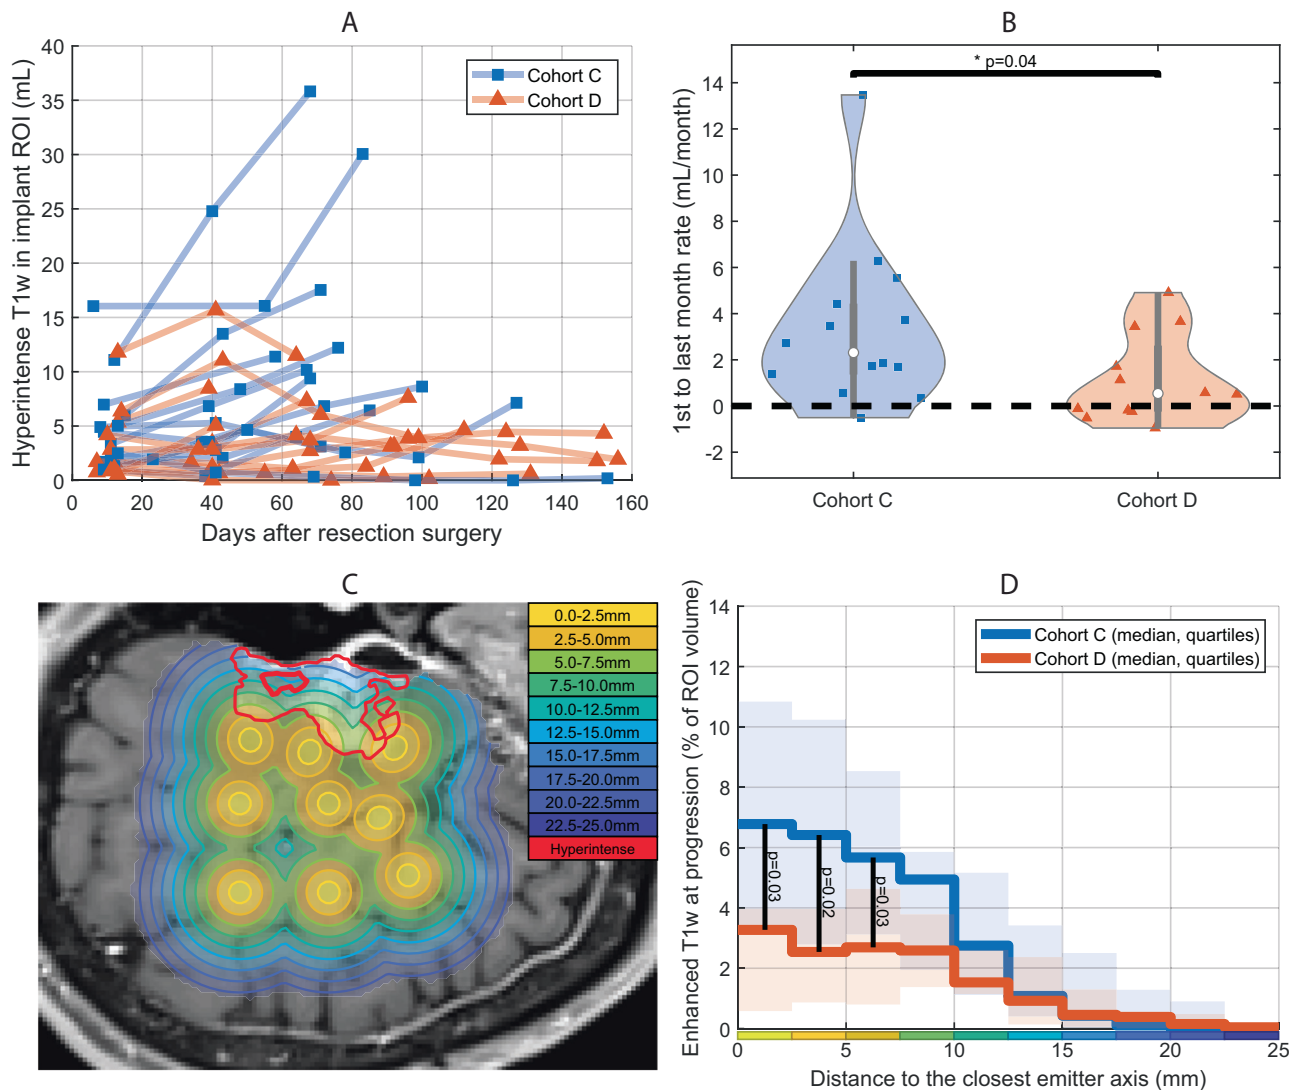 A
Hyperintense T1w in implant ROI (mL)
40
35
30
25
20
15
10
5
0
0 20 40 60 80 100 120 140 160
Days after resection surgery
Cohort C
Cohort D
B
1st to last month rate (mL/month)
14
12
14
10
8
6
4
2
0
-2
* p=0.04
Cohort C Cohort D
C
0.0-2.5mm
2.5-5.0mm
5.0-7.5mm
7.5-10.0mm
10.0-12.5mm
12.5-15.0mm
15.0-17.5mm
17.5-20.0mm
20.0-22.5mm
22.5-25.0mm
Hyperintense
D
Enhanced T1w at progression (% of ROI volume)
14
12
10
8
6
4
2
0
Cohort C (median, quartiles)
Cohort D (median, quartiles)
p=0.03
p=0.02
p=0.03
0 5 10 15 20 25
Distance to the closest emitter axis (mm)